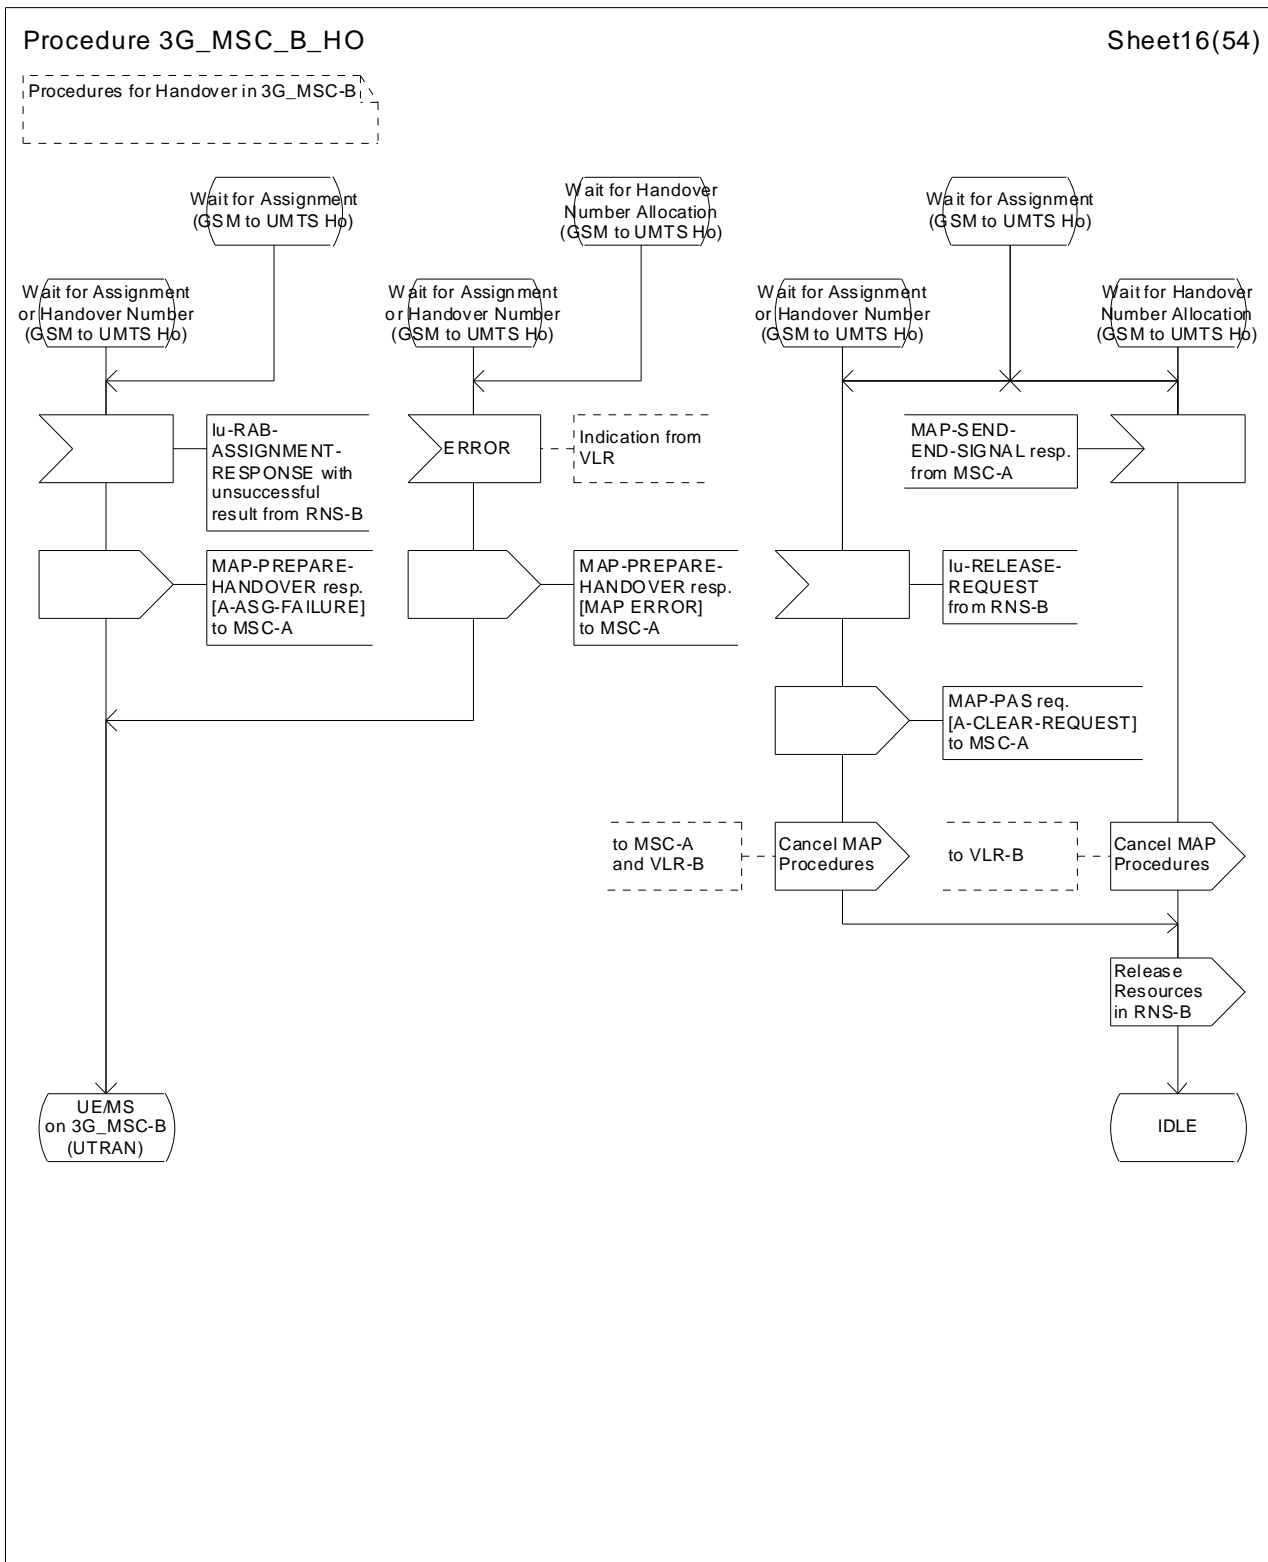 Procedure 3G_MSC_B_HO
Sheet16(54)
Procedures for Handover in 3G_MSC-B
Wait for Assignment
(GSM to UMTS Ho)
Wait for Handover
Number Allocation
(GSM to UMTS Ho)
Wait for Assignment
(GSM to UMTS Ho)
Wait for Assignment
or Handover Number
(GSM to UMTS Ho)
Wait for Assignment
or Handover Number
(GSM to UMTS Ho)
Wait for Assignment
or Handover Number
(GSM to UMTS Ho)
Wait for Handover
Number Allocation
(GSM to UMTS Ho)
Iu-RAB-
ASSIGNMENT-
RESPONSE with
unsuccessful
result from RNS-B
ERROR
Indication from
VLR
MAP-SEND-
END-SIGNAL resp.
from MSC-A
MAP-PREPARE-
HANDOVER resp.
[A-ASG-FAILURE]
to MSC-A
MAP-PREPARE-
HANDOVER resp.
[MAP ERROR]
to MSC-A
Iu-RELEASE-
REQUEST
from RNS-B
MAP-PAS req.
[A-CLEAR-REQUEST]
to MSC-A
to MSC-A
and VLR-B
Cancel MAP
Procedures
to VLR-B
Cancel MAP
Procedures
Release
Resources
in RNS-B
UE/MS
on 3G_MSC-B
(UTRAN)
IDLE